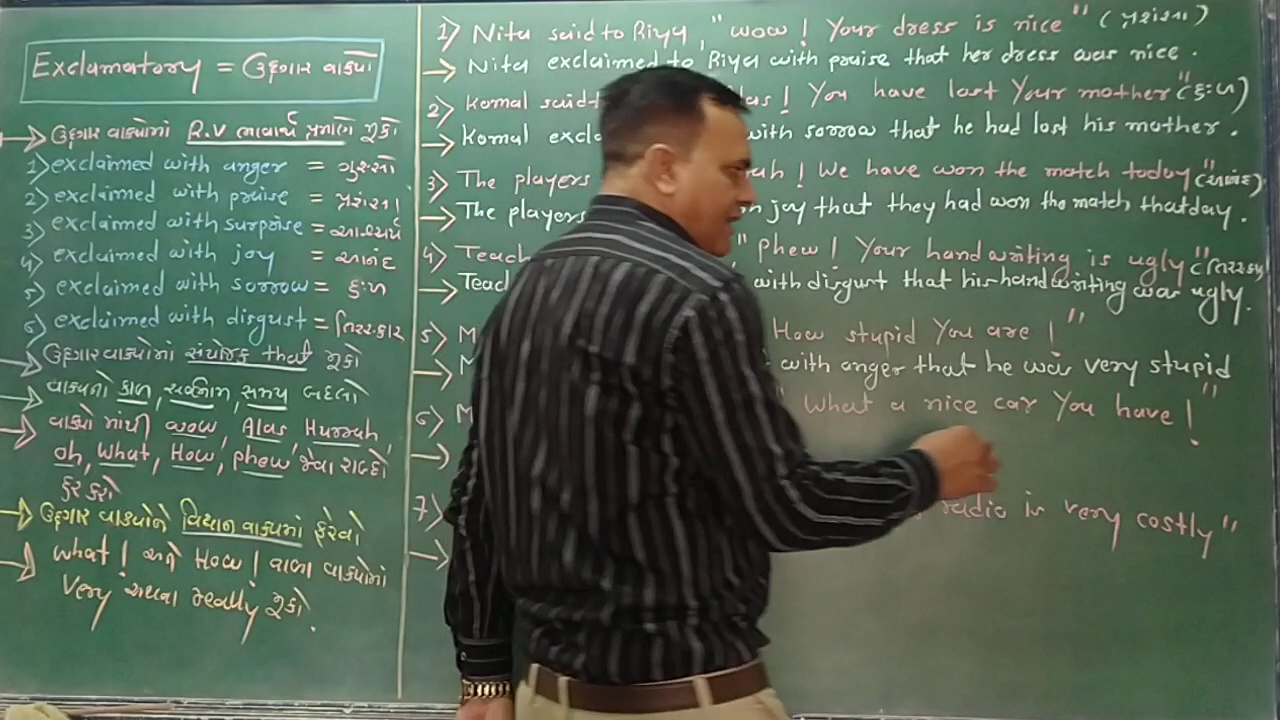 Exclamatory = ઉદ્દગાર વાક્યો
→ ઉદ્દગાર વાક્યોમાં R.V ભાવાર્થ પ્રમાણે મૂકો
1) exclaimed with anger = ગુસ્સો
2) exclaimed with praise = પ્રશંસા
3) exclaimed with surprise = આશ્ચર્ય
4) exclaimed with joy = આનંદ
5) exclaimed with sorrow = દુ:ખ
6) exclaimed with disgust = તિરસ્કાર
→ ઉદ્દગાર વાક્યોમાં સંયોજક that મૂકો
→ વાક્યનો કાળ, સર્વનામ, સમય બદલો
→ વાક્યો માંથી wow, Alas Hurrah,
oh, What, How, phew જેવા શબ્દો
દુર કરો
→ ઉદ્દગાર વાક્યોને વિધાન વાક્યમાં ફેરવો
→ What ! અને How ! વાળા વાક્યોમાં
Very અથવા really મૂકો.
1) Nita said to Riya, "wow ! Your dress is nice" (પ્રશંસા)
→ Nita exclaimed to Riya with praise that her dress was nice.
2) Komal said ! You have lost Your mother" (દુ:ખ)
→ Komal with sorrow that he had lost his mother.
3) The players ! We have won the match today" (આનંદ)
→ The players joy that they had won the match that day.
4) "Phew ! Your handwriting is ugly" (તિરસ્કાર)
→ with disgust that his handwriting was ugly.
5) How stupid You are ! "
→ with anger that he was very stupid
6) " What a nice car You have ! "
→
7) radio is very costly"
→